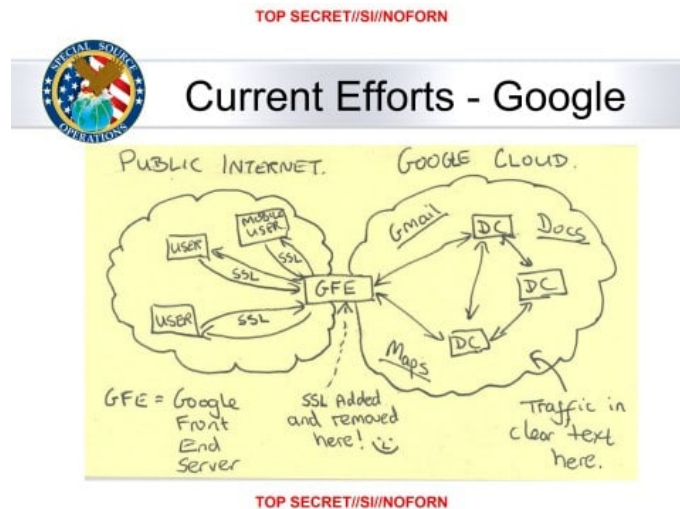 TOP SECRET//SI//NOFORN
SPECIAL SOURCE
OPERATIONS
Current Efforts - Google
PUBLIC INTERNET.
GOOGLE CLOUD.
MOBILE
USER
USER
SSL
SSL
USER
SSL
GFE
Gmail
DC
Docs
DC
DC
Maps
GFE = Google
Front
End
Server
SSL Added
and removed
here!
Traffic in
clear text
here.
TOP SECRET//SI//NOFORN